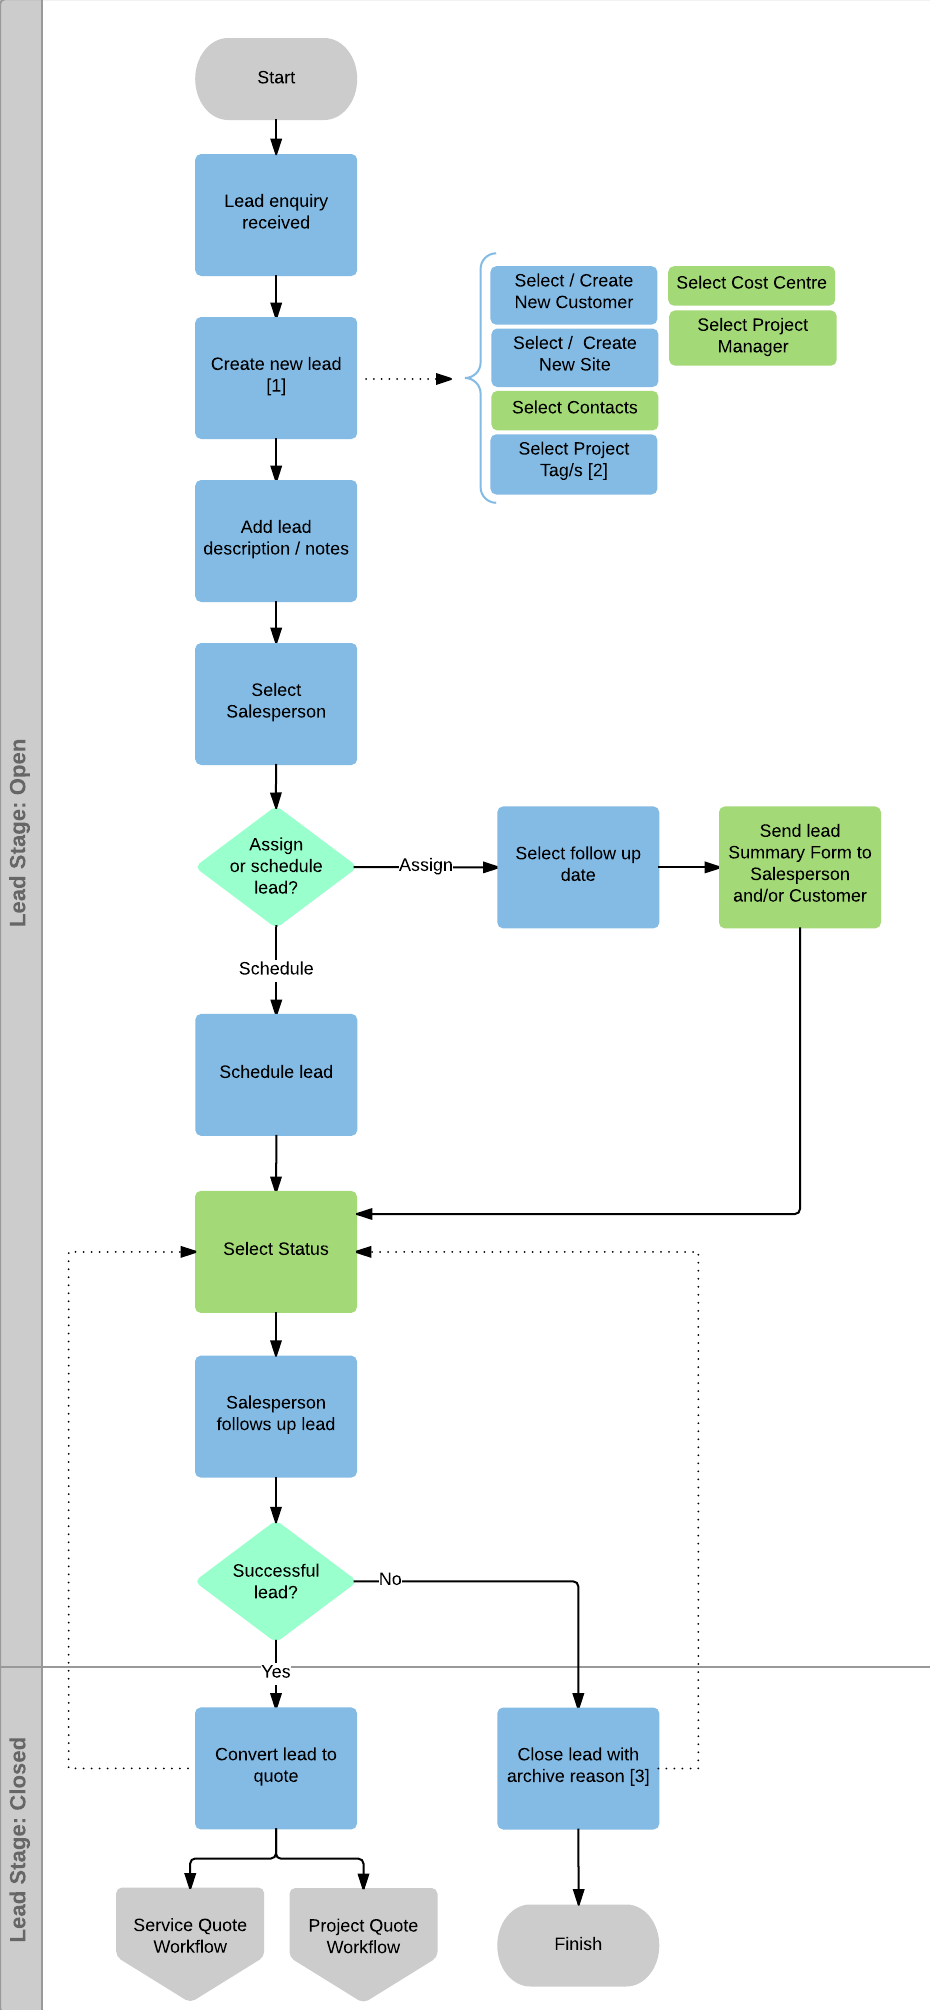 Start
Lead enquiry
received
Create new lead
[1]
Select / Create
New Customer
Select /  Create
New Site
Select Contacts
Select Project
Tag/s [2]
Select Cost Centre
Select Project
Manager
Add lead
description / notes
Select
Salesperson
Lead Stage: Open
Assign
or schedule
lead?
Assign
Select follow up
date
Send lead
Summary Form to
Salesperson
and/or Customer
Schedule
Schedule lead
Select Status
Salesperson
follows up lead
Successful
lead?
No
Yes
Lead Stage: Closed
Convert lead to
quote
Close lead with
archive reason [3]
Service Quote
Workflow
Project Quote
Workflow
Finish